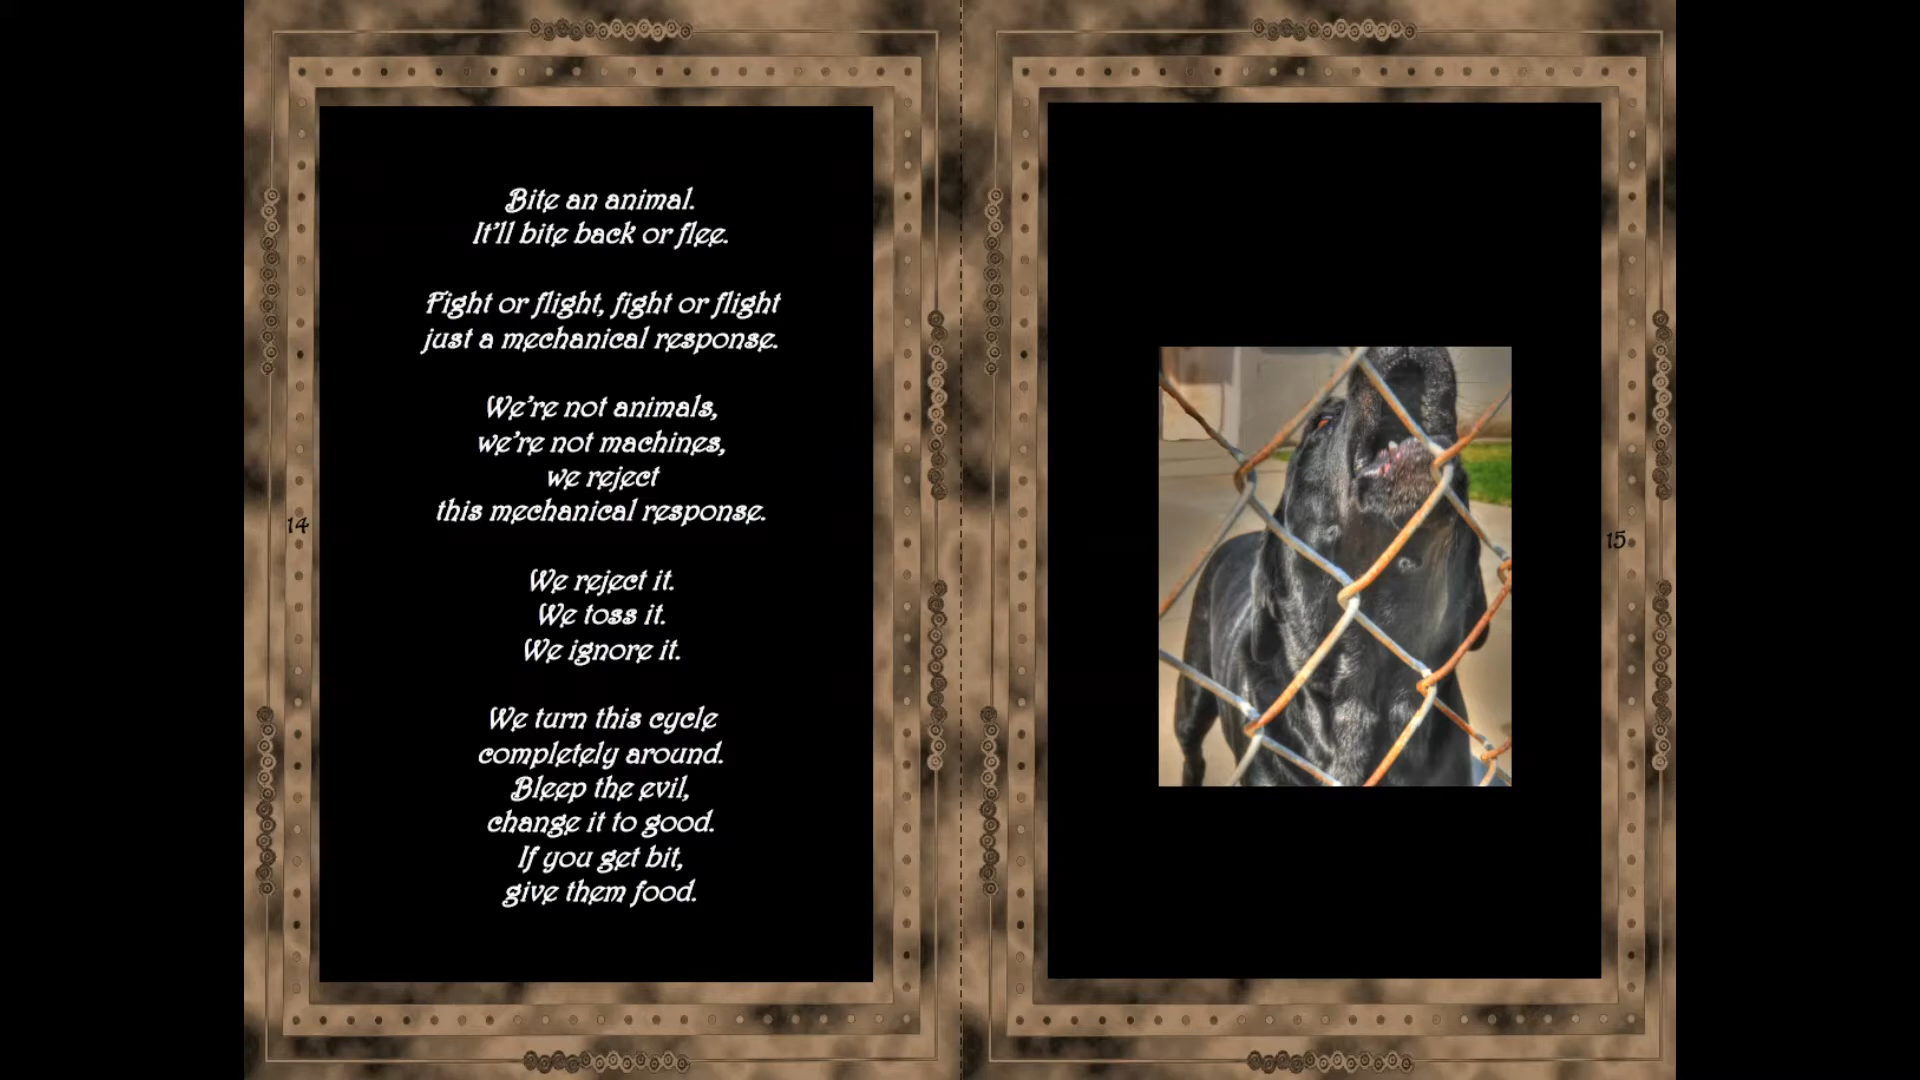 Bite an animal.
It'll bite back or flee.
Fight or flight, fight or flight
just a mechanical response.
We're not animals,
we're not machines,
we reject
this mechanical response.
We reject it.
We toss it.
We ignore it.
We turn this cycle
completely around.
Bleep the evil,
change it to good.
If you get bit,
give them food.
14
15